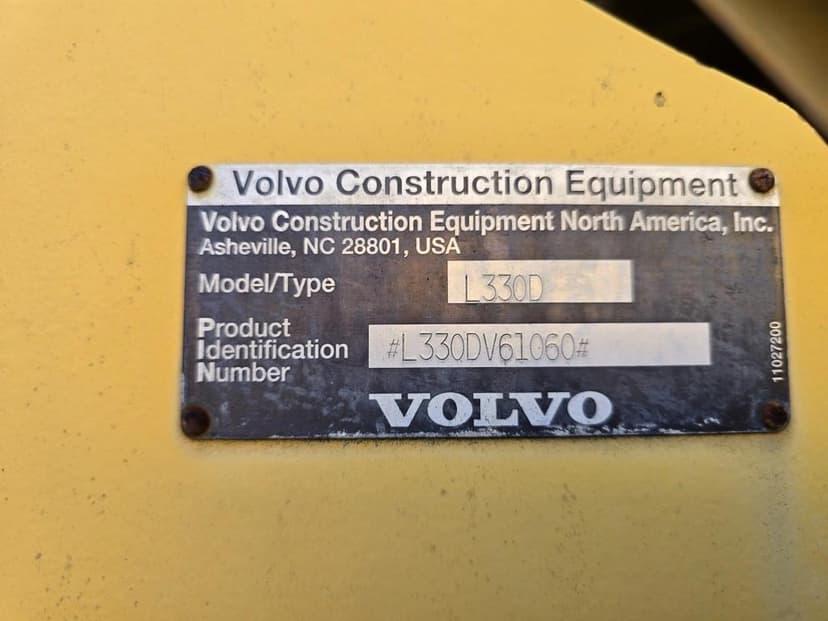 Volvo Construction Equipment
Volvo Construction Equipment North America, Inc.
Asheville, NC 28801, USA
Model/Type L330D
Product
Identification #L330DV61060#
Number
11027200
VOLVO